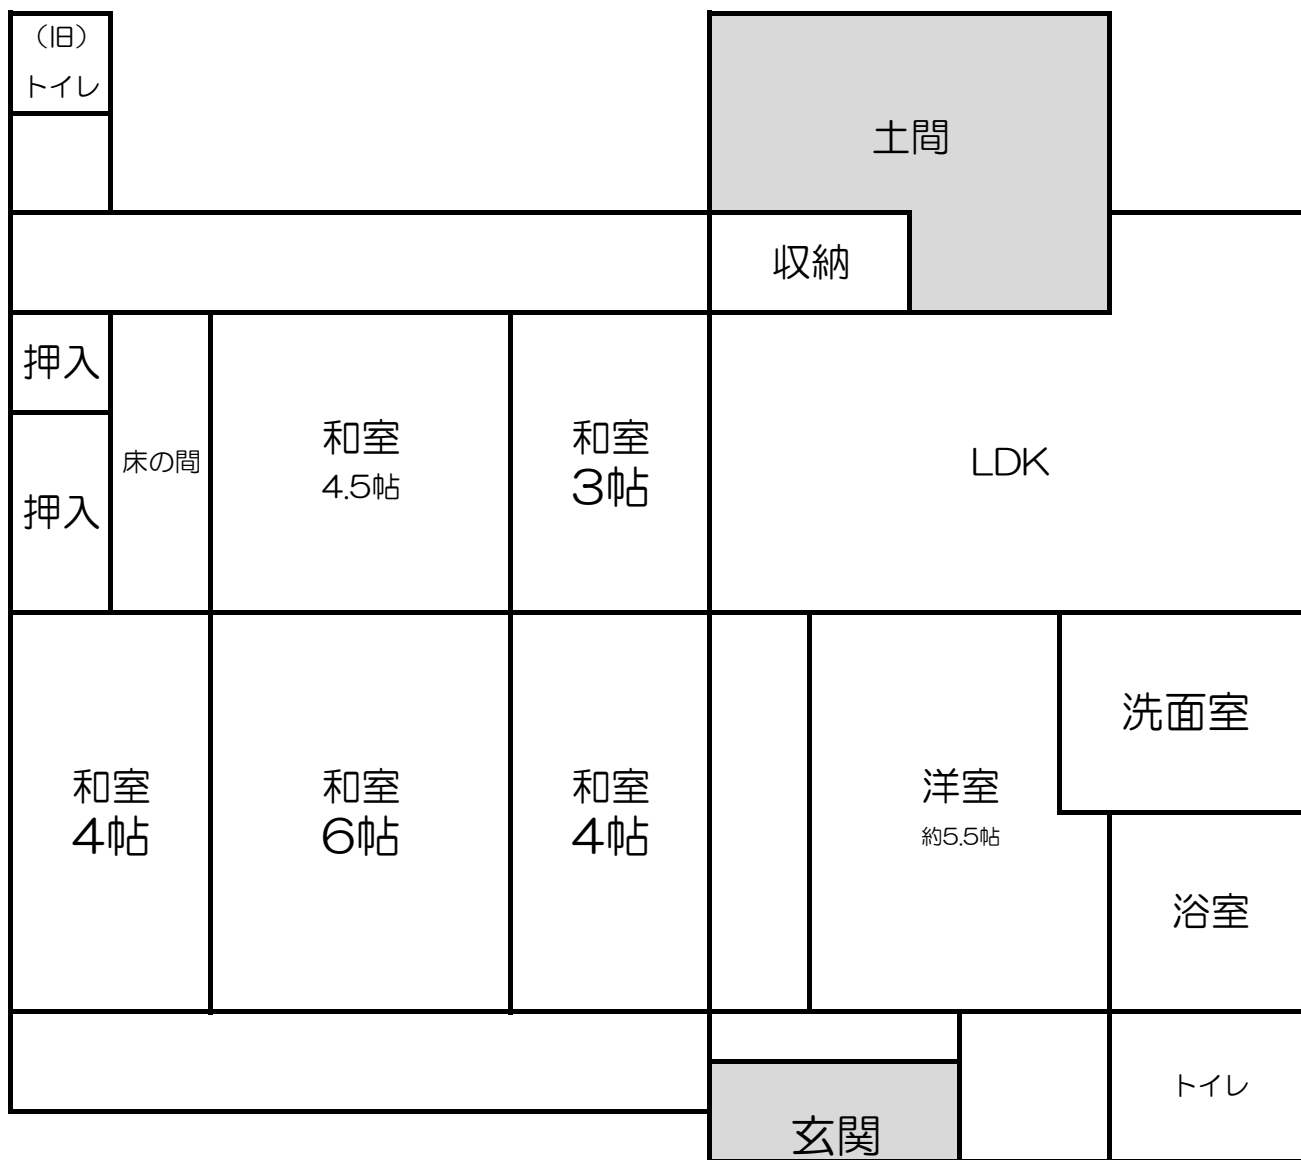 （旧）
トイレ
土間
収納
押入
押入
床の間
和室
4.5帖
和室
3帖
LDK
和室
4帖
和室
6帖
和室
4帖
洋室
約5.5帖
洗面室
浴室
トイレ
玄関